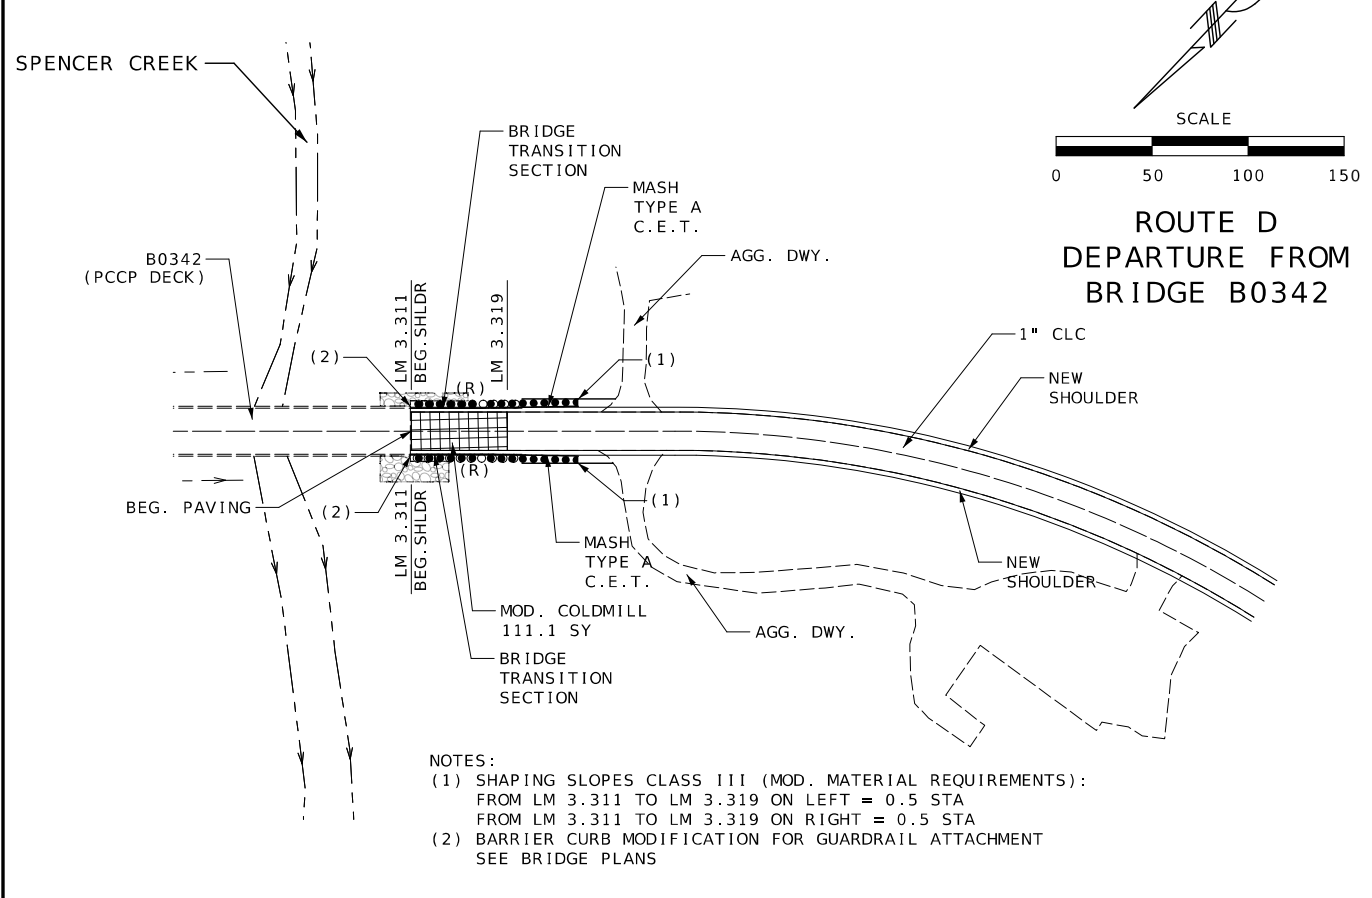 SPENCER CREEK
SCALE
0 50 100 150
ROUTE D
DEPARTURE FROM
BRIDGE B0342
BRIDGE
TRANSITION
SECTION
MASH
TYPE A
C.E.T.
AGG. DWY.
B0342
(PCCP DECK)
LM 3.311
BEG.SHLDR
LM 3.319
(2)
(R)
(1)
1" CLC
NEW
SHOULDER
BEG. PAVING
(2)
(R)
(1)
LM 3.311
BEG.SHLDR
MASH
TYPE A
C.E.T.
NEW
SHOULDER
MOD. COLDMILL
111.1 SY
AGG. DWY.
BRIDGE
TRANSITION
SECTION
NOTES:
(1) SHAPING SLOPES CLASS III (MOD. MATERIAL REQUIREMENTS):
FROM LM 3.311 TO LM 3.319 ON LEFT = 0.5 STA
FROM LM 3.311 TO LM 3.319 ON RIGHT = 0.5 STA
(2) BARRIER CURB MODIFICATION FOR GUARDRAIL ATTACHMENT
SEE BRIDGE PLANS